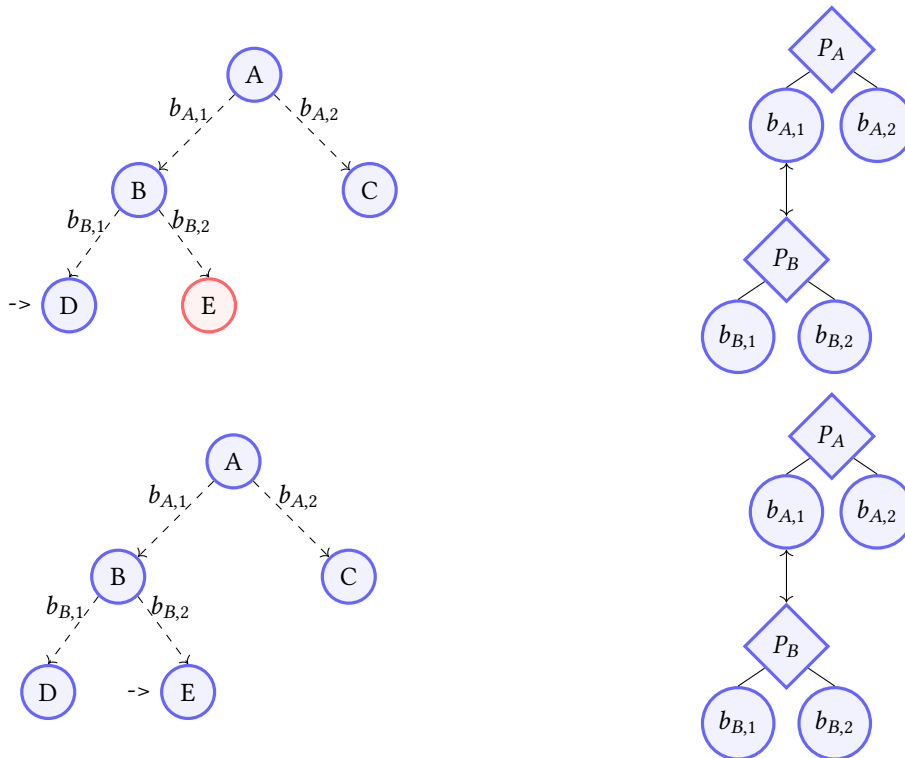 A
b_{A,1} b_{A,2}
B C
b_{B,1} b_{B,2}
-> D E
P_A
b_{A,1} b_{A,2}
P_B
b_{B,1} b_{B,2}
A
b_{A,1} b_{A,2}
B C
b_{B,1} b_{B,2}
D -> E
P_A
b_{A,1} b_{A,2}
P_B
b_{B,1} b_{B,2}